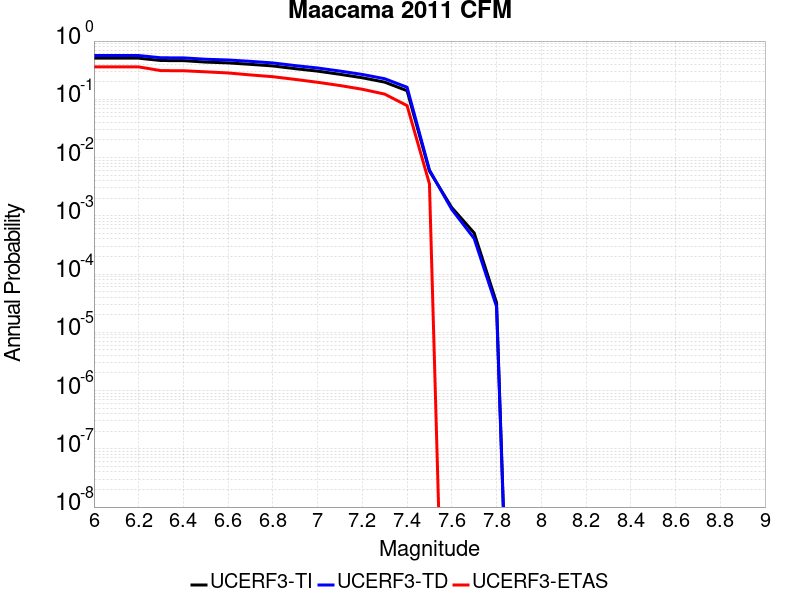 Maacama 2011 CFM
10^0
10^-1
10^-2
10^-3
10^-4
10^-5
10^-6
10^-7
10^-8
Annual Probability
6 6.2 6.4 6.6 6.8 7 7.2 7.4 7.6 7.8 8 8.2 8.4 8.6 8.8 9
Magnitude
UCERF3-TI UCERF3-TD UCERF3-ETAS